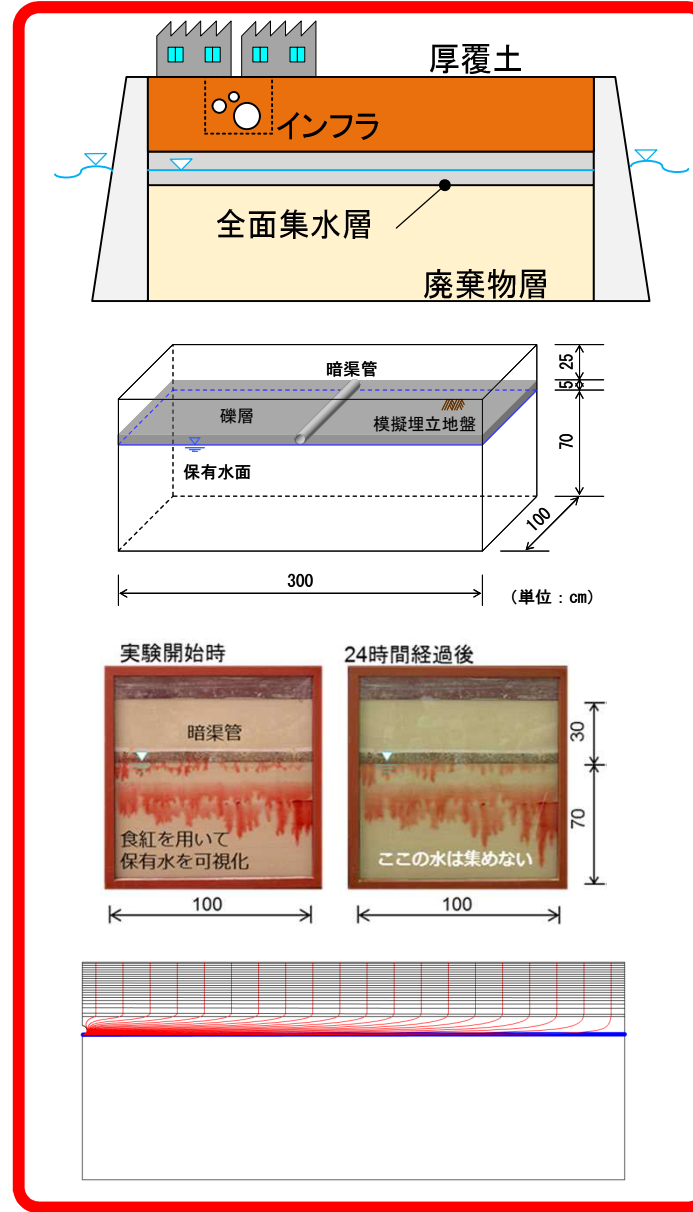 厚覆土
インフラ
全面集水層
廃棄物層
暗渠管
礫層
模擬埋立地盤
保有水面
25
5
70
100
300
(単位:cm)
実験開始時
24時間経過後
暗渠管
食紅を用いて
保有水を可視化
ここの水は集めない
30
70
100
100